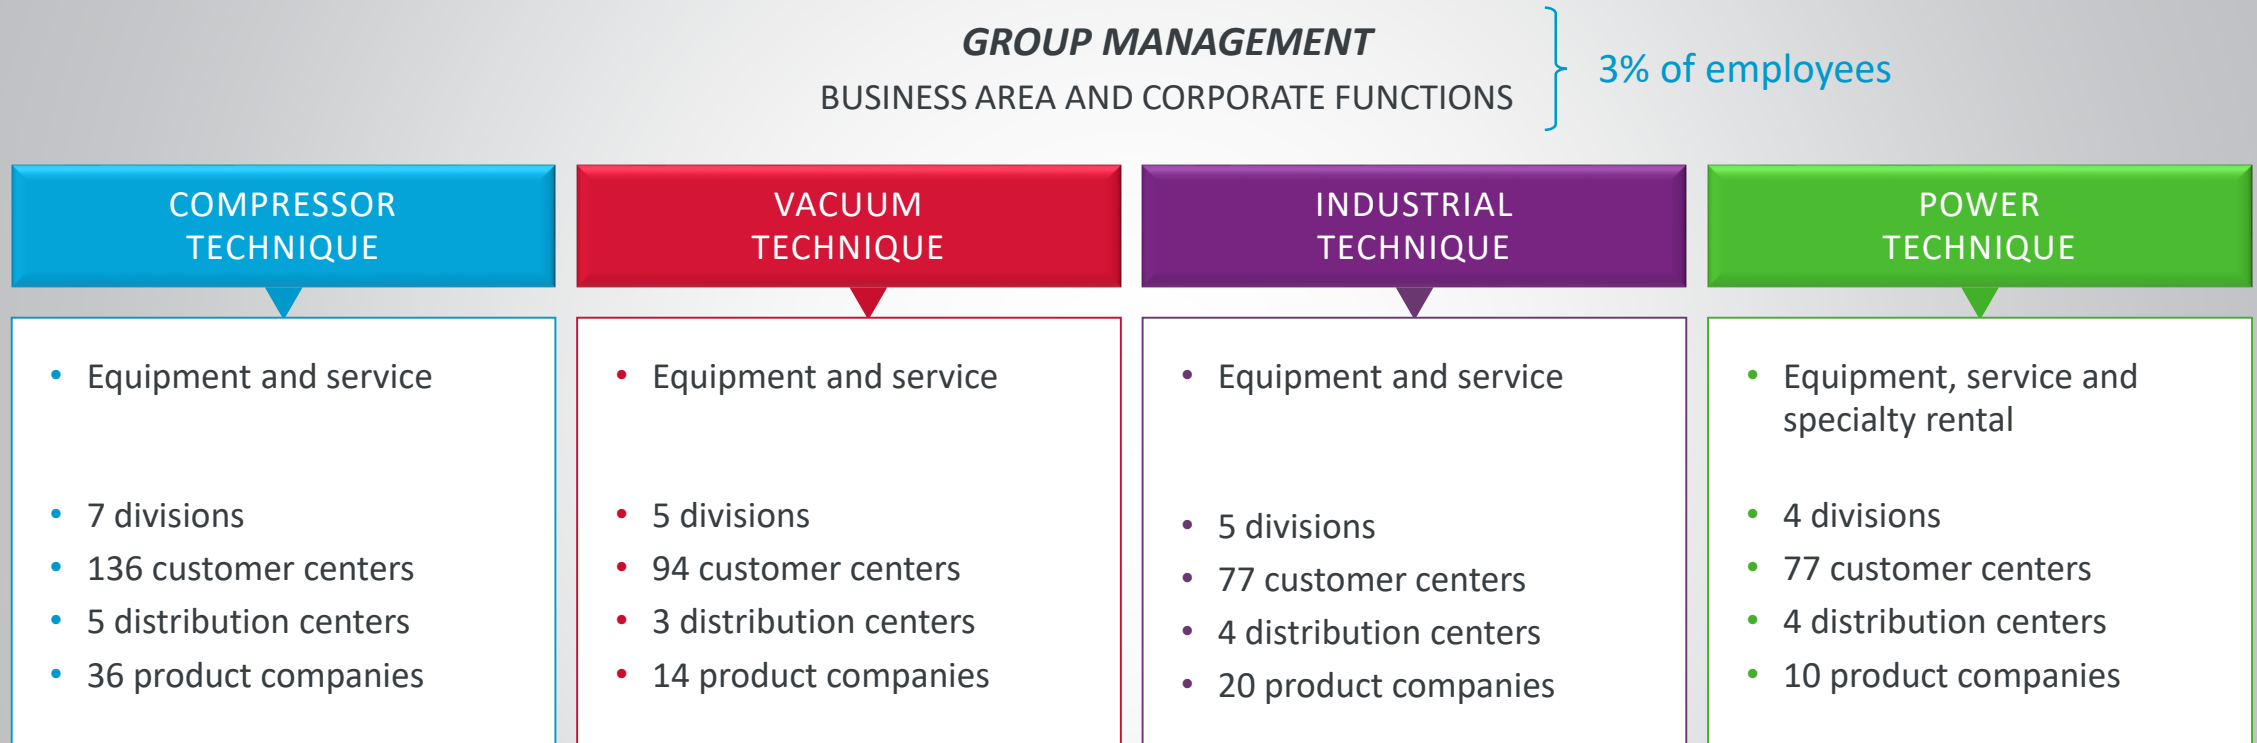 GROUP MANAGEMENT
BUSINESS AREA AND CORPORATE FUNCTIONS
3% of employees
COMPRESSOR
TECHNIQUE
• Equipment and service
• 7 divisions
• 136 customer centers
• 5 distribution centers
• 36 product companies
VACUUM
TECHNIQUE
• Equipment and service
• 5 divisions
• 94 customer centers
• 3 distribution centers
• 14 product companies
INDUSTRIAL
TECHNIQUE
• Equipment and service
• 5 divisions
• 77 customer centers
• 4 distribution centers
• 20 product companies
POWER
TECHNIQUE
• Equipment, service and
specialty rental
• 4 divisions
• 77 customer centers
• 4 distribution centers
• 10 product companies